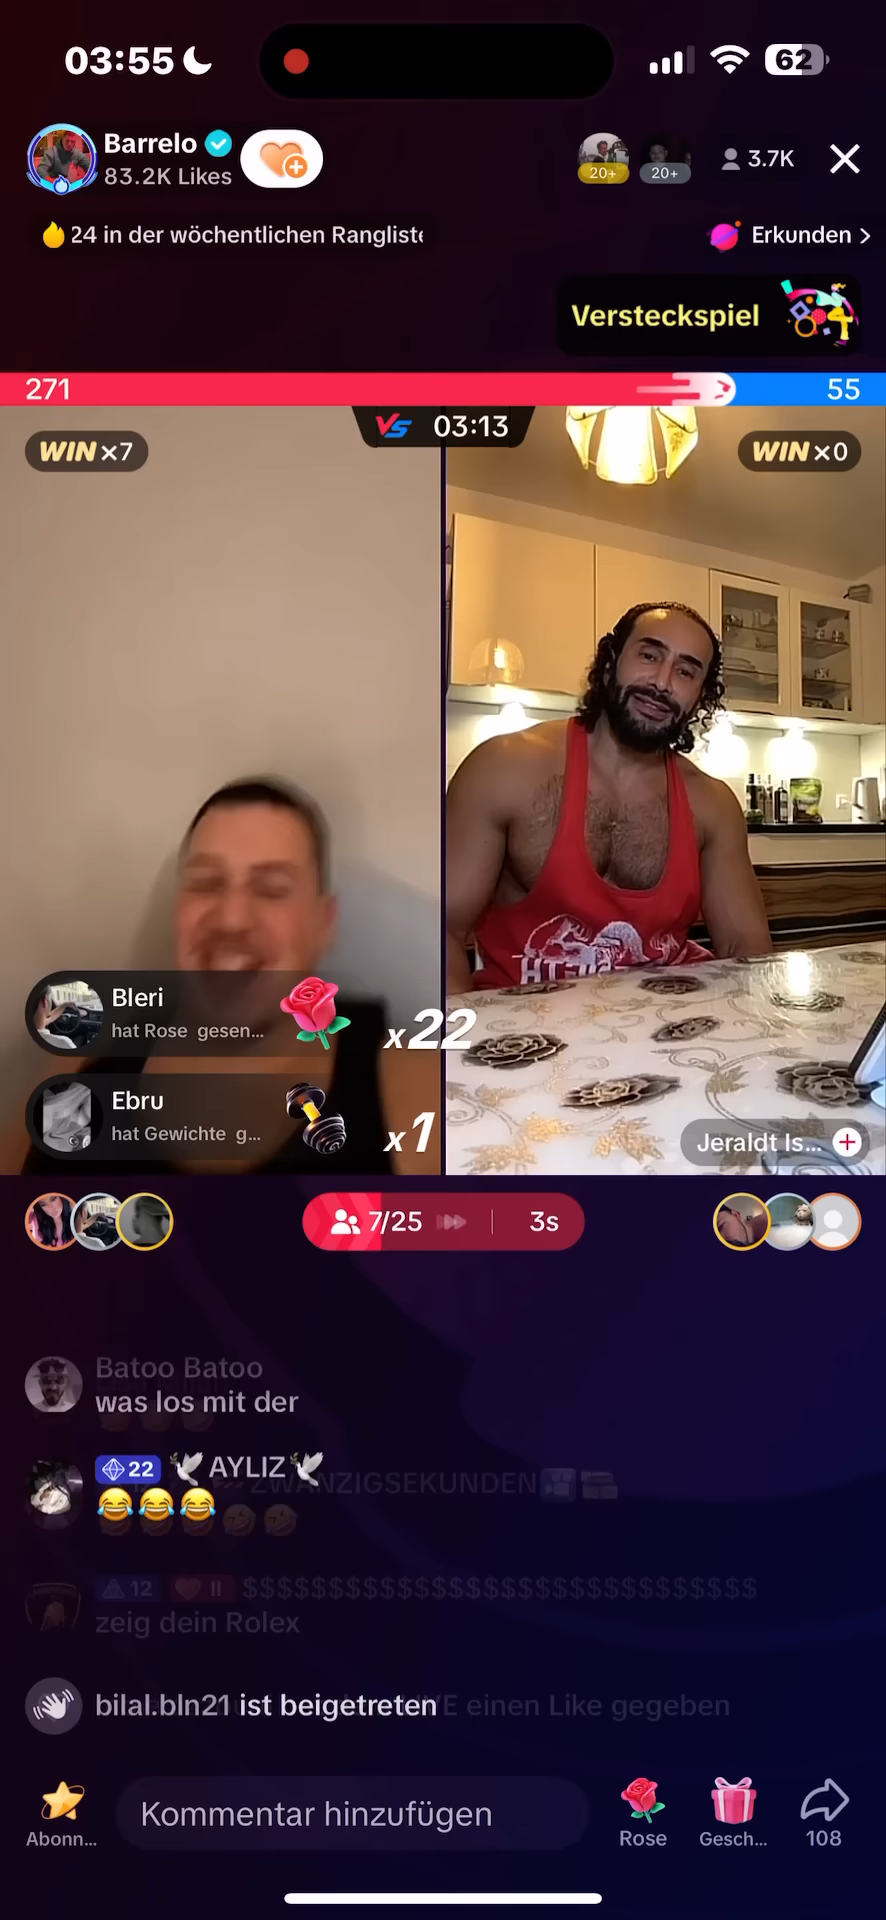 03:55
62
Barrelo
83.2K Likes
20+
20+
3.7K
24 in der wöchentlichen Rangliste
Erkunden >
Versteckspiel
271
55
VS 03:13
WIN x7
WIN x0
Bleri
hat Rose gesen...
x22
Ebru
hat Gewichte g...
x1
Jeraldt Is... +
7/25
3s
Batoo Batoo
was los mit der
22 🕊️AYLIZ🕊️
ZWANZIGSEKUNDEN
😂😂😂
12 II $$$$$$$$$$$$$$$$$$$$$$$$$$$$$$
zeig dein Rolex
bilal.bln21 ist beigetreten
einen Like gegeben
Abonn...
Kommentar hinzufügen
Rose
Gesch...
108